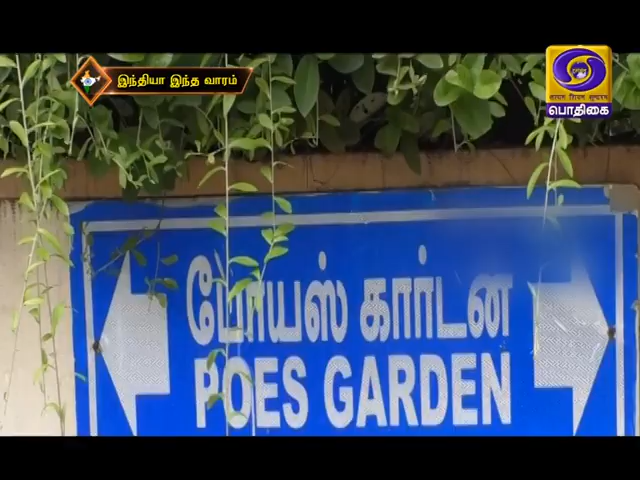 இந்தியா இந்த வாரம்
பொதிகை
போயஸ் கார்டன்
POES GARDEN